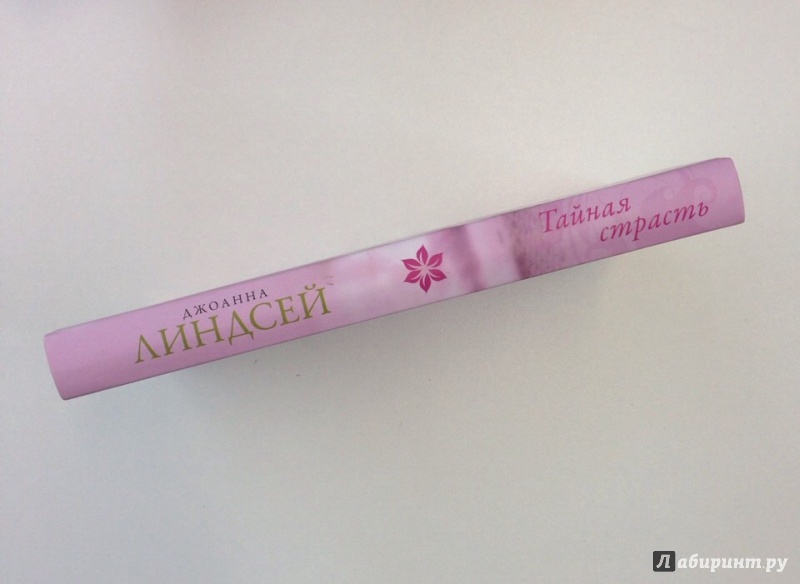 ДЖОАННА
ЛИНДСЕЙ
Тайная
страсть
Лабиринт.ру